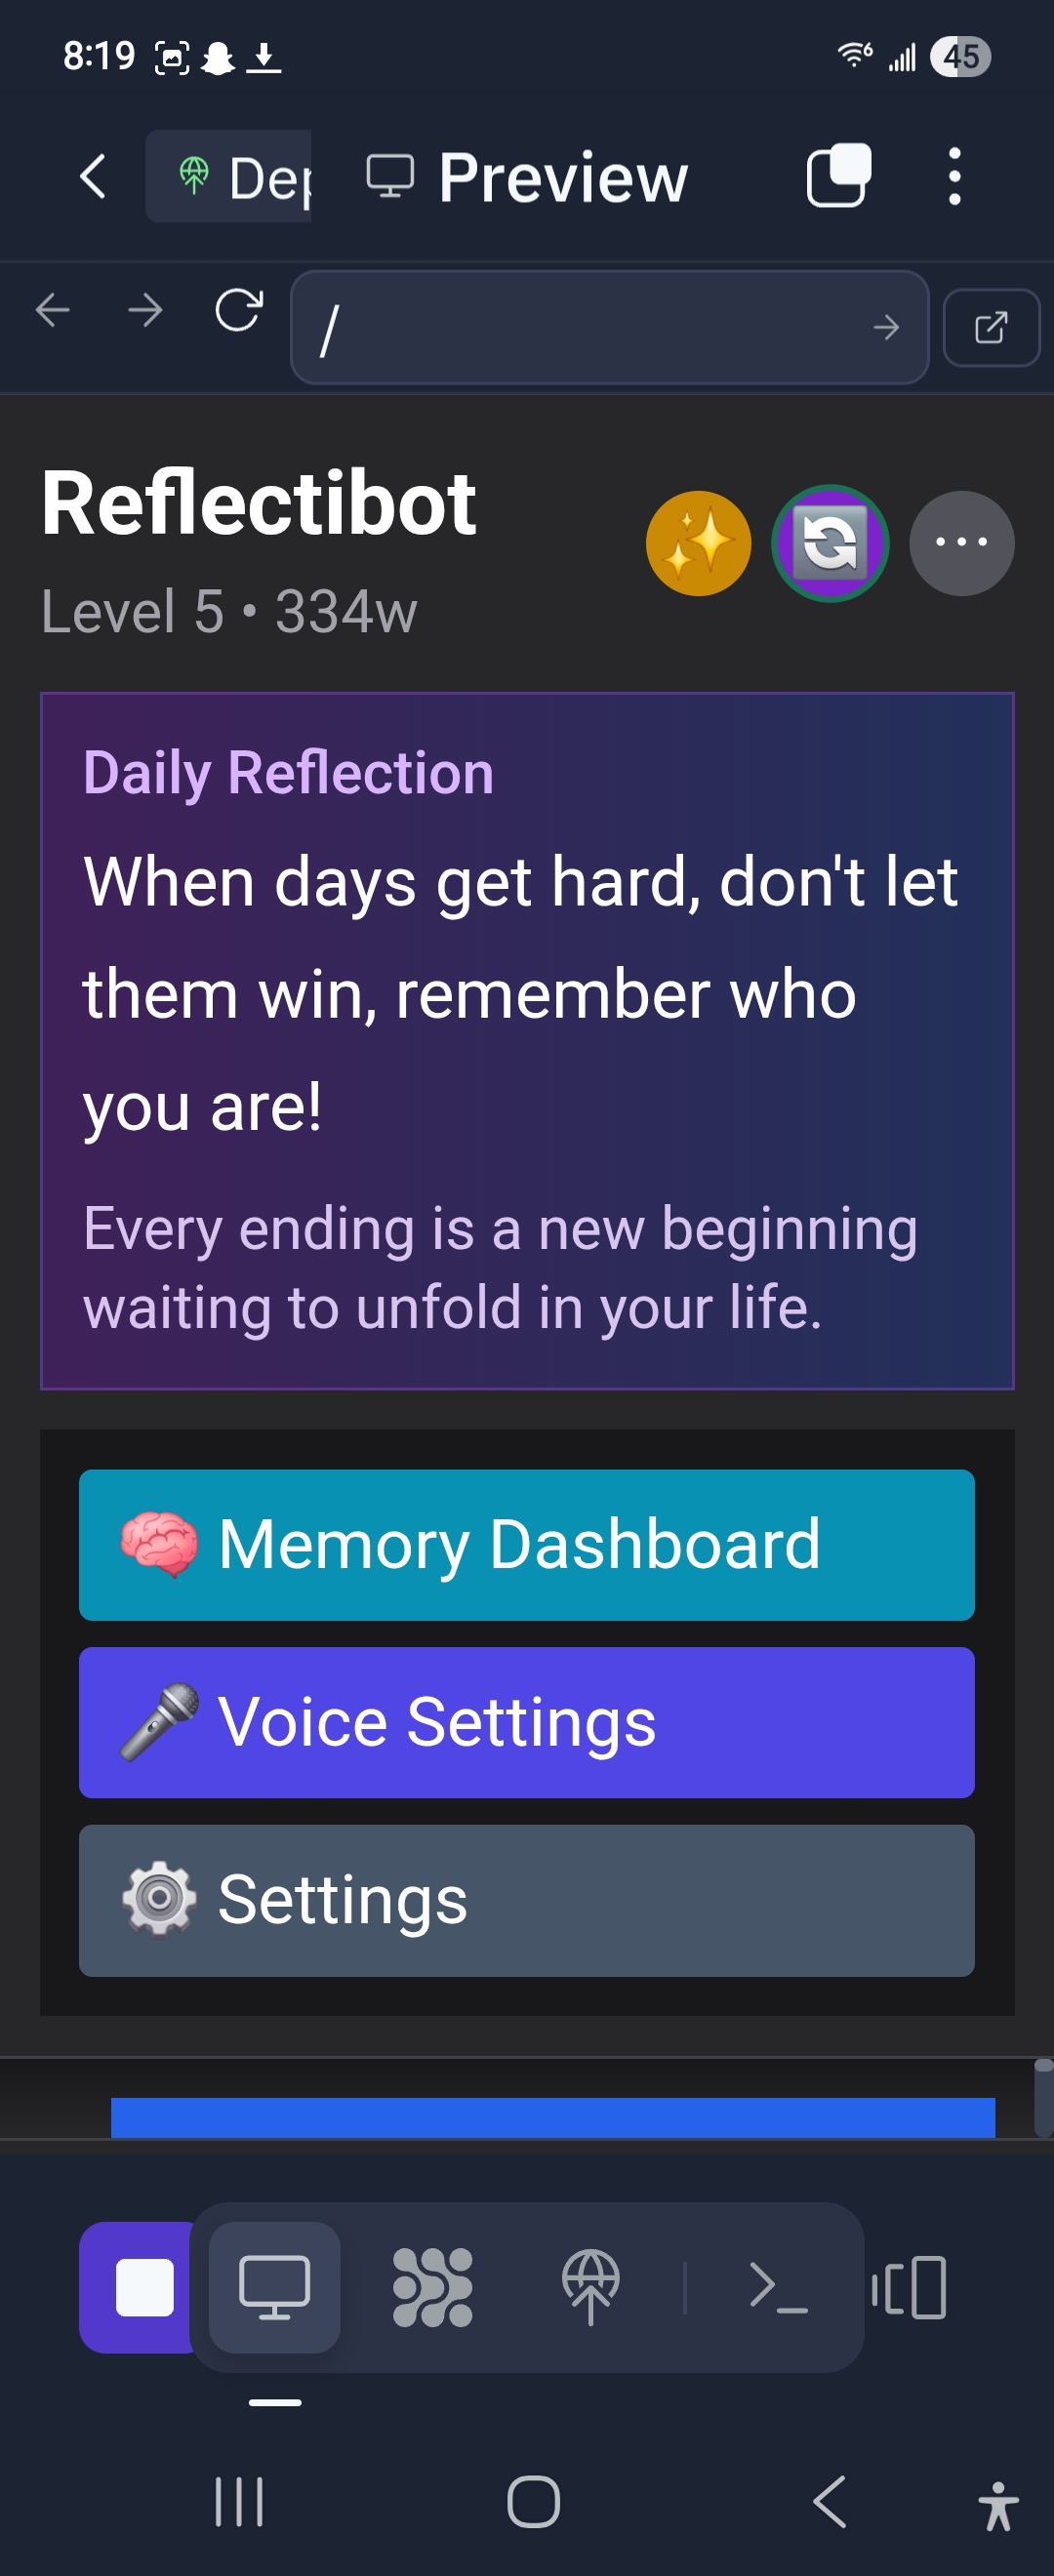 8:19
6
45
Dep
Preview
/
Reflectibot
Level 5 • 334w
Daily Reflection
When days get hard, don't let
them win, remember who
you are!
Every ending is a new beginning
waiting to unfold in your life.
🧠 Memory Dashboard
🎤 Voice Settings
⚙️ Settings